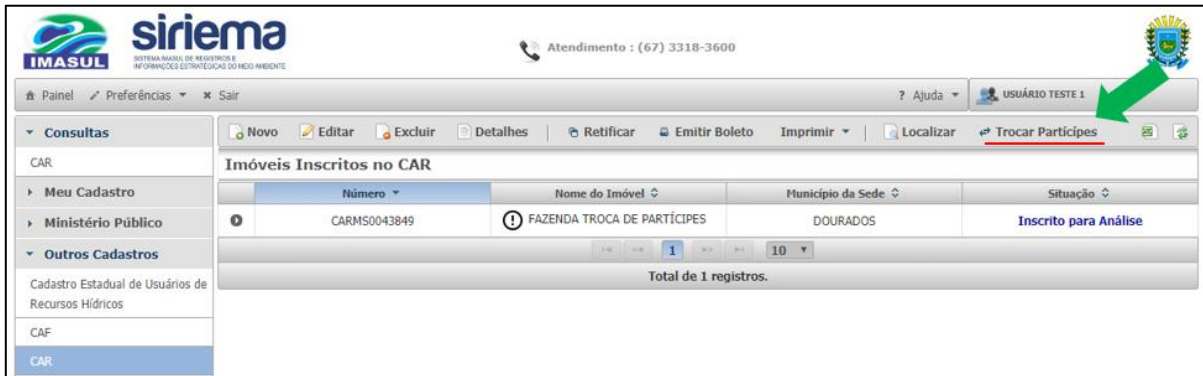 IMASUL
siriema
SISTEMA IMASUL DE REGISTROS E
INFORMAÇÕES ESTRATÉGICAS DO MEIO AMBIENTE
Atendimento : (67) 3318-3600
Painel Preferências Sair ? Ajuda USUÁRIO TESTE 1
Consultas
CAR
Meu Cadastro
Ministério Público
Outros Cadastros
Cadastro Estadual de Usuários de
Recursos Hídricos
CAF
CAR
Novo Editar Excluir Detalhes | Retificar Emitir Boleto Imprimir | Localizar Trocar Partícipes
Imóveis Inscritos no CAR
Número Nome do Imóvel Município da Sede Situação
CARMS0043849 FAZENDA TROCA DE PARTÍCIPES DOURADOS Inscrito para Análise
1 10
Total de 1 registros.